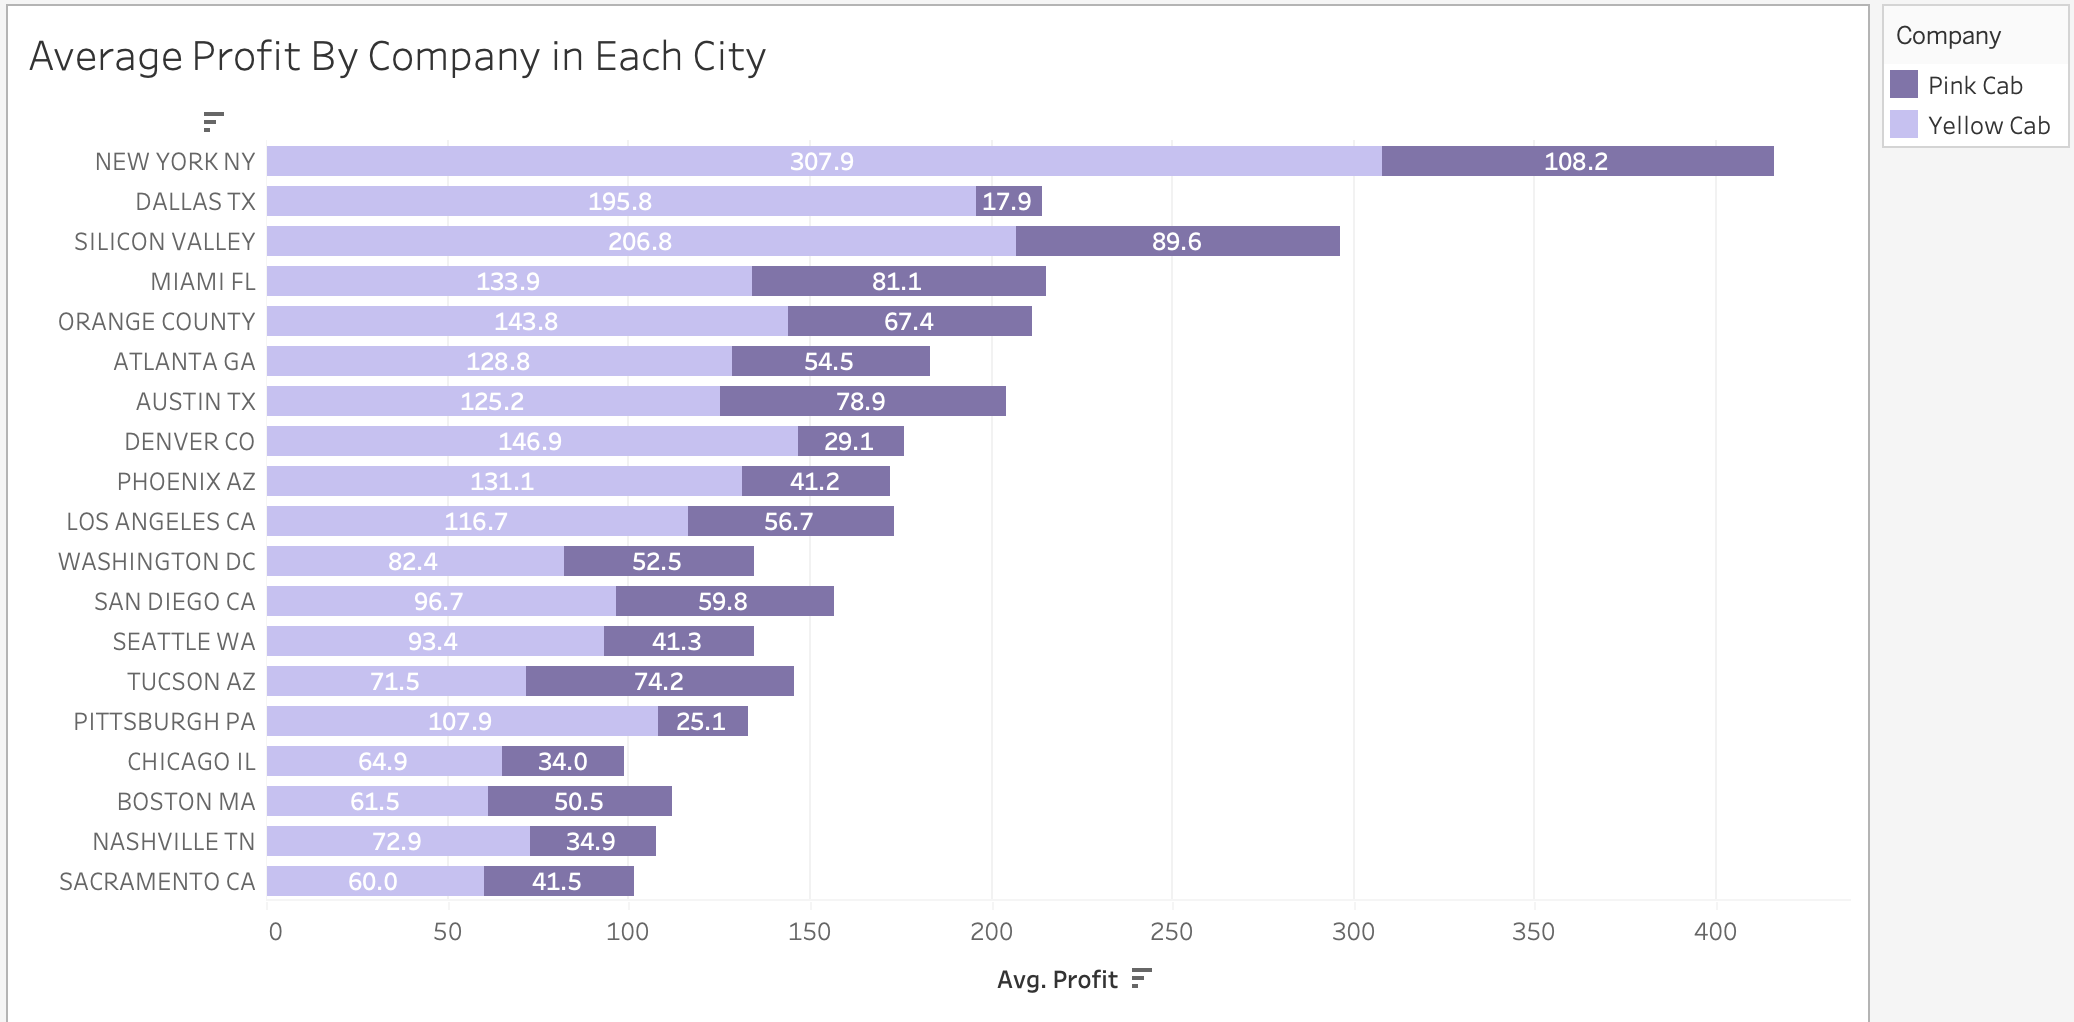 Average Profit By Company in Each City
Company
Pink Cab
Yellow Cab
NEW YORK NY 307.9 108.2
DALLAS TX 195.8 17.9
SILICON VALLEY 206.8 89.6
MIAMI FL 133.9 81.1
ORANGE COUNTY 143.8 67.4
ATLANTA GA 128.8 54.5
AUSTIN TX 125.2 78.9
DENVER CO 146.9 29.1
PHOENIX AZ 131.1 41.2
LOS ANGELES CA 116.7 56.7
WASHINGTON DC 82.4 52.5
SAN DIEGO CA 96.7 59.8
SEATTLE WA 93.4 41.3
TUCSON AZ 71.5 74.2
PITTSBURGH PA 107.9 25.1
CHICAGO IL 64.9 34.0
BOSTON MA 61.5 50.5
NASHVILLE TN 72.9 34.9
SACRAMENTO CA 60.0 41.5
0 50 100 150 200 250 300 350 400
Avg. Profit